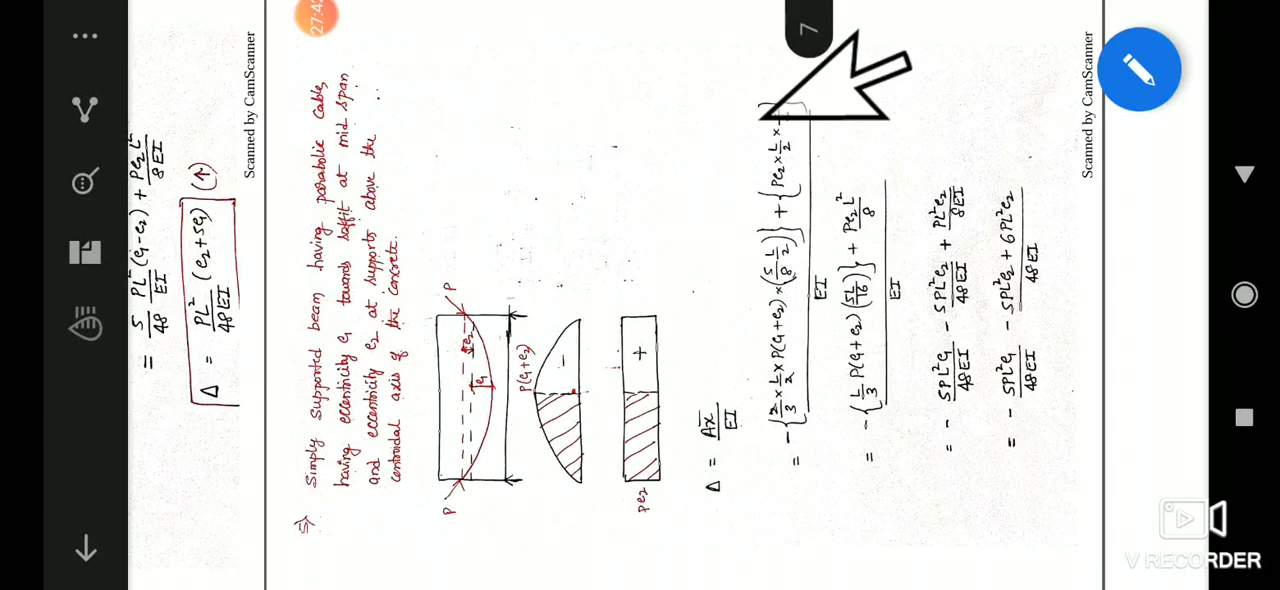 = 5/48 PL²/EI (e₁-e₂) + Pe₂L²/8EI
Δ = PL²/48EI (e₂+5e₁) (↑)
Scanned by CamScanner
27:42
5) Simply supported beam having parabolic cable,
having eccentricity e₁ towards soffit at mid span
and eccentricity e₂ at supports above the
centroidal axis of the concrete.
P P
e₂
e₁
P(e₁+e₂)
-
+
Pe₂
Δ = Ax̄/EI
= -{2/3 × L/2 × P(e₁+e₂) × (5/8 L/2)} + {Pe₂ × L/2 ×
EI
= -{L/3 P(e₁+e₂) (5L/16)} + Pe₂L²/8
EI
= - 5PL²e₁/48EI - 5PL²e₂/48EI + PL²e₂/8EI
= - 5PL²e₁/48EI - 5PL²e₂ + 6PL²e₂/48EI
7
Scanned by CamScanner
V RECORDER